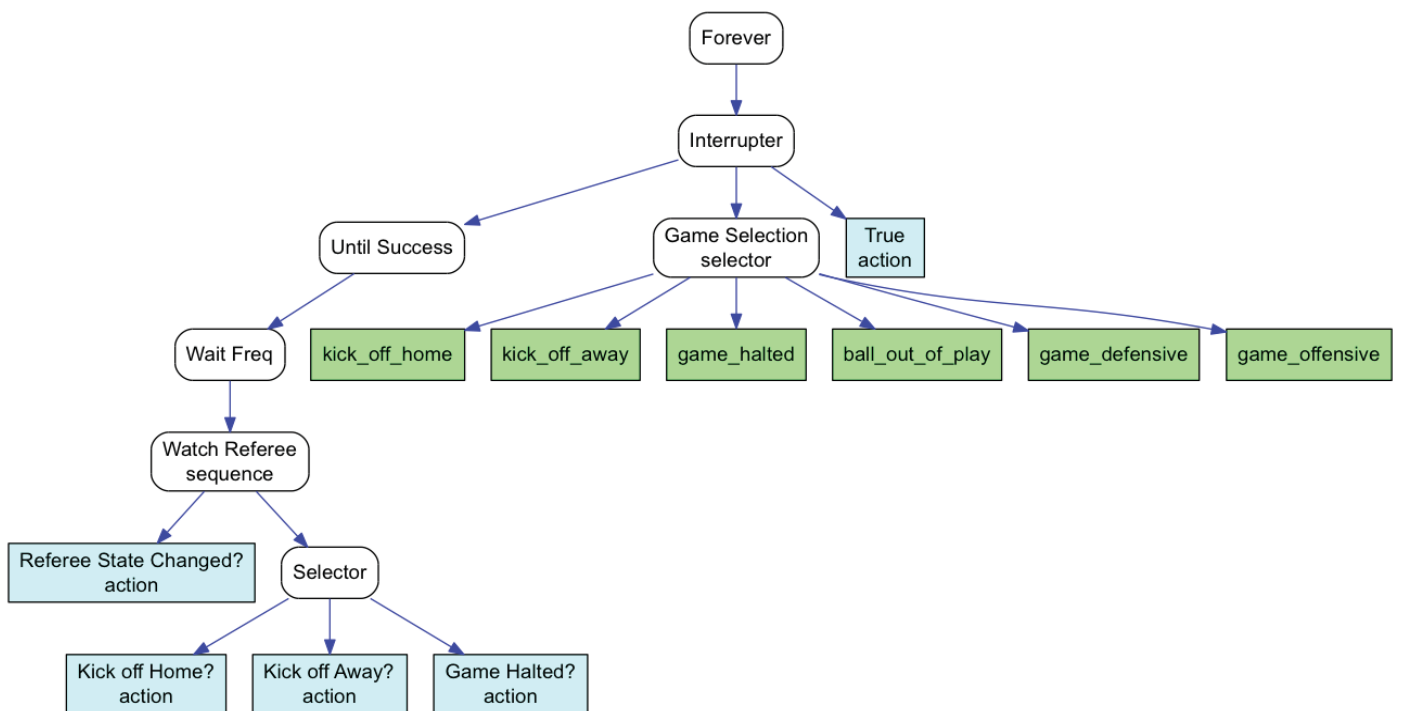 Forever
Interrupter
Until Success
Game Selection
selector
True
action
Wait Freq
kick_off_home
kick_off_away
game_halted
ball_out_of_play
game_defensive
game_offensive
Watch Referee
sequence
Referee State Changed?
action
Selector
Kick off Home?
action
Kick off Away?
action
Game Halted?
action